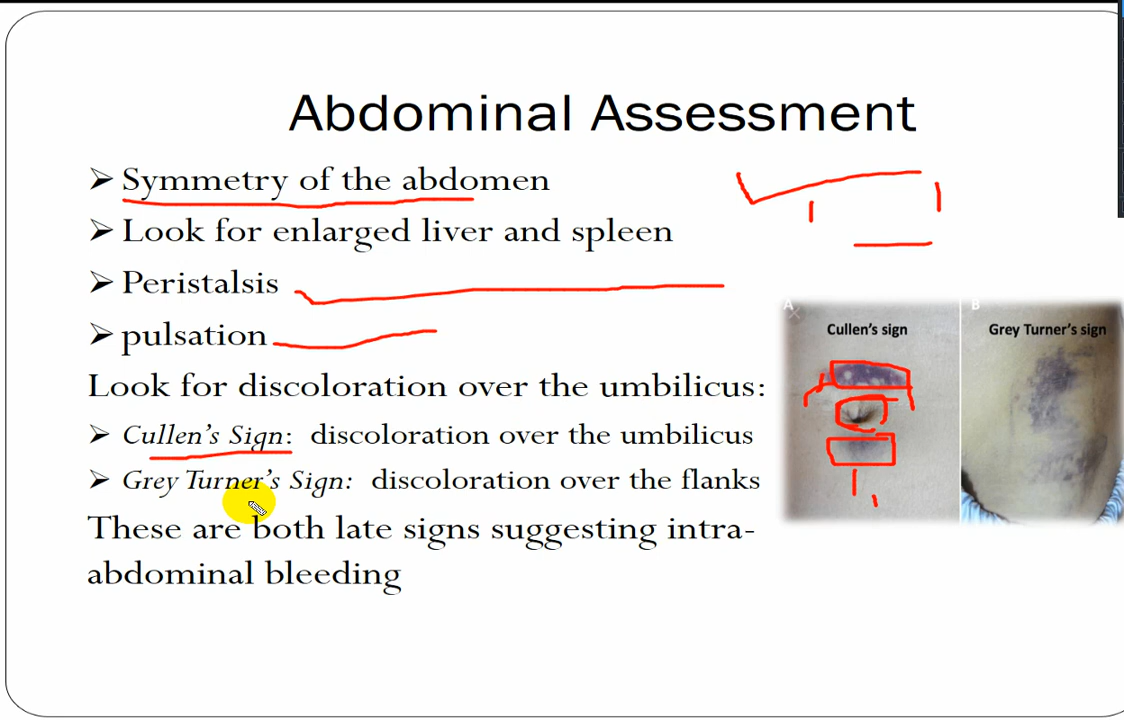 Abdominal Assessment
➢ Symmetry of the abdomen
➢ Look for enlarged liver and spleen
➢ Peristalsis
➢ pulsation
Look for discoloration over the umbilicus:
➢ Cullen's Sign: discoloration over the umbilicus
➢ Grey Turner's Sign: discoloration over the flanks
These are both late signs suggesting intra-
abdominal bleeding
A
Cullen's sign
B
Grey Turner's sign